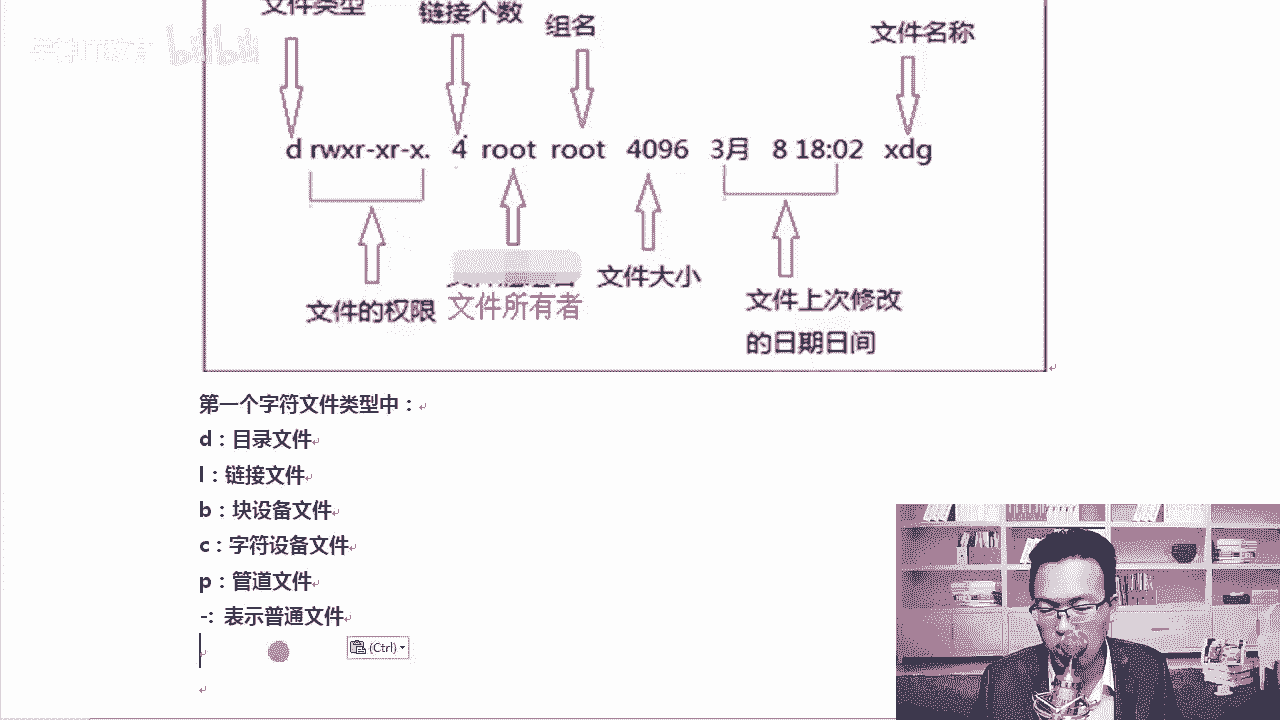 文件类型
链接个数
组名
文件名称
d rwxr-xr-x. 4 root root 4096 3月 8 18:02 xdg
文件的权限
文件所有者
文件大小
文件上次修改
的日期日间
第一个字符文件类型中：
d：目录文件
l：链接文件
b：块设备文件
c：字符设备文件
p：管道文件
-: 表示普通文件
(Ctrl)
bilibili